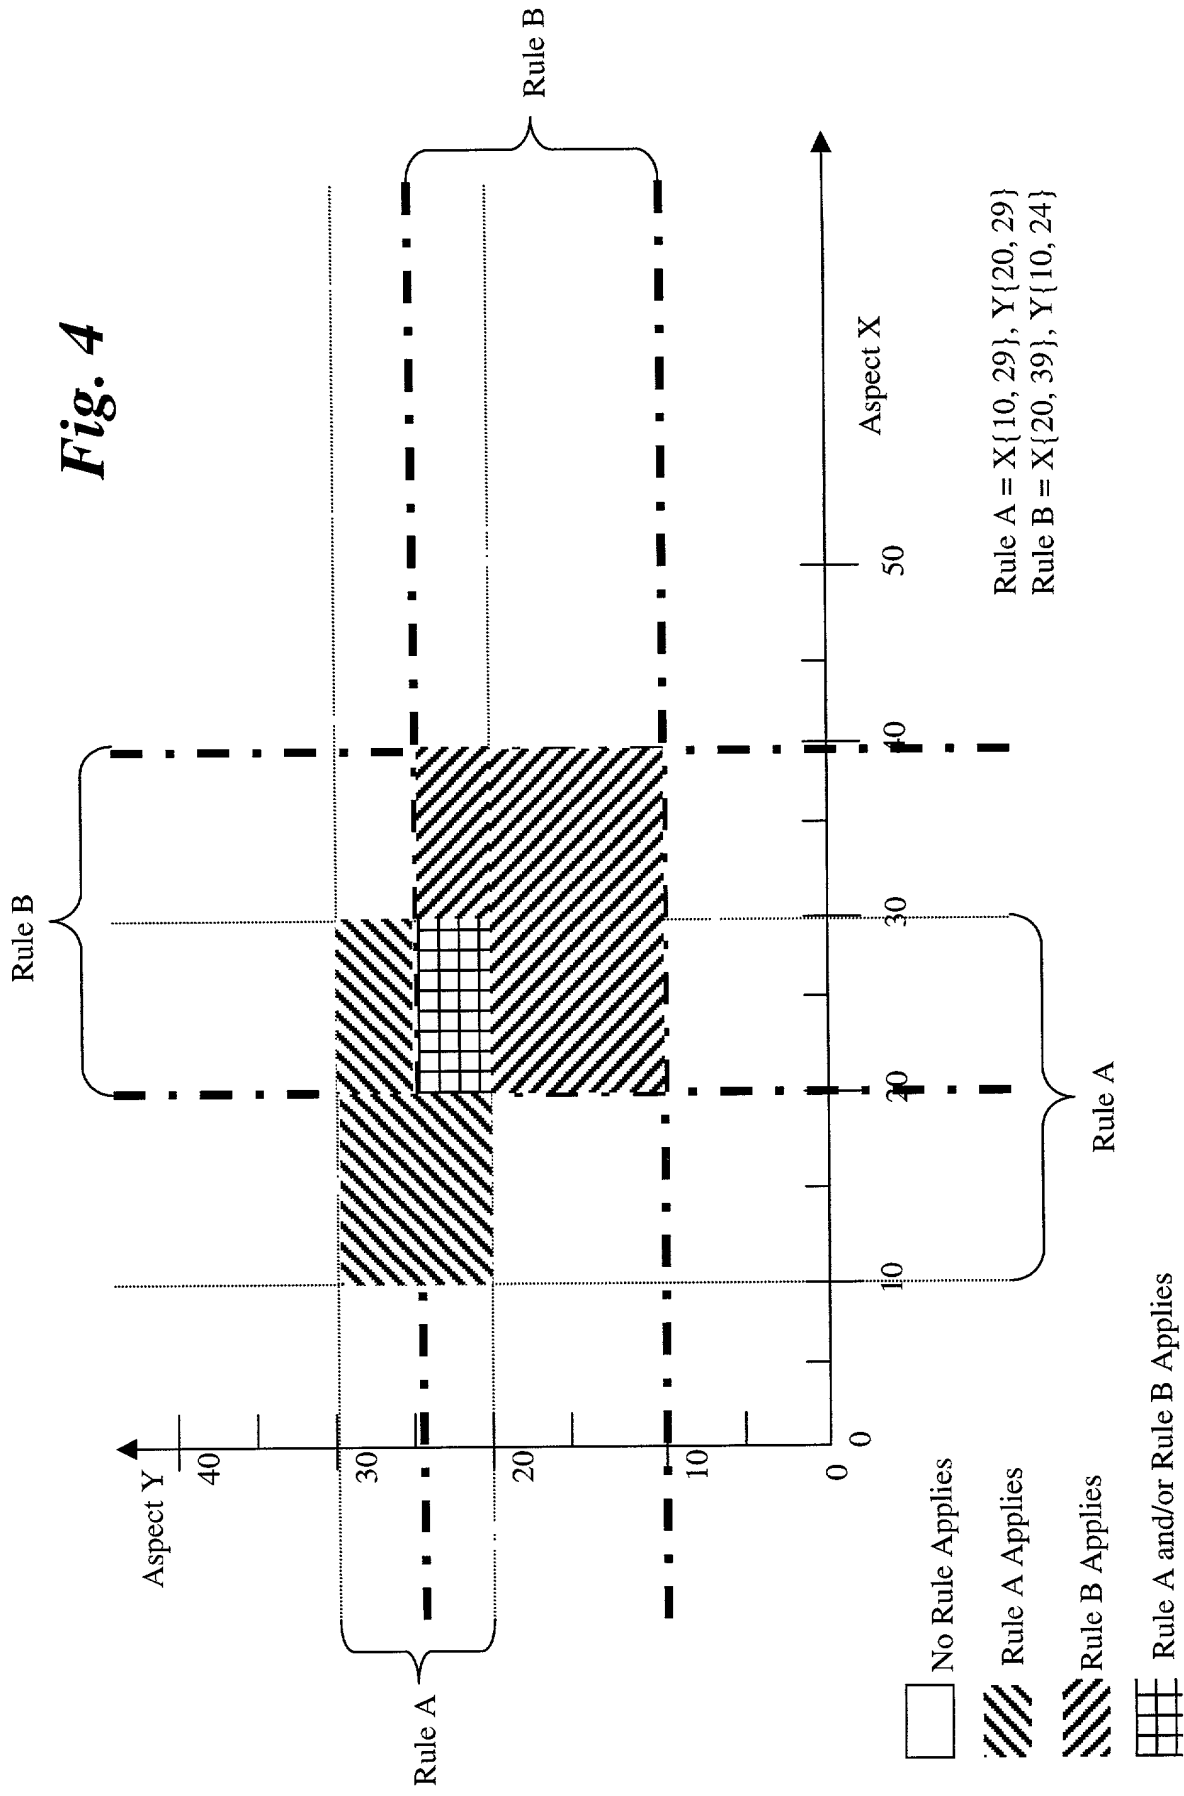 Fig. 4
Rule B
Rule B
Aspect Y
40
30
20
10
0
0
10
20
30
40
50
Aspect X
Rule A
Rule A
Rule A = X{10, 29}, Y{20, 29}
Rule B = X{20, 39}, Y{10, 24}
No Rule Applies
Rule A Applies
Rule B Applies
Rule A and/or Rule B Applies